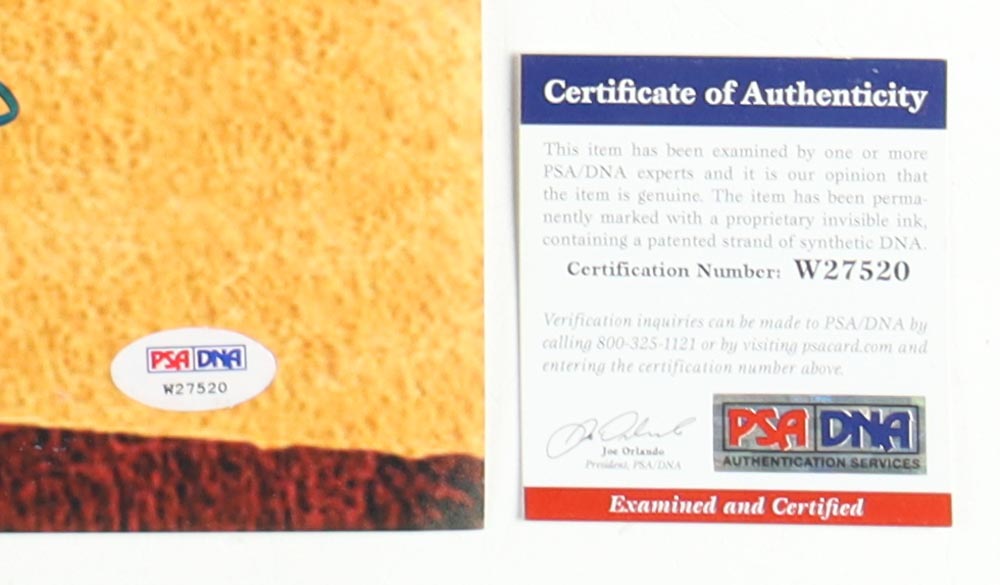 PSA DNA
W27520
Certificate of Authenticity
This item has been examined by one or more
PSA/DNA experts and it is our opinion that
the item is genuine. The item has been perma-
nently marked with a proprietary invisible ink,
containing a patented strand of synthetic DNA.
Certification Number: W27520
Verification inquiries can be made to PSA/DNA by
calling 800-325-1121 or by visiting psacard.com and
entering the certification number above.
Joe Orlando
President, PSA/DNA
PSA DNA
AUTHENTICATION SERVICES
Examined and Certified